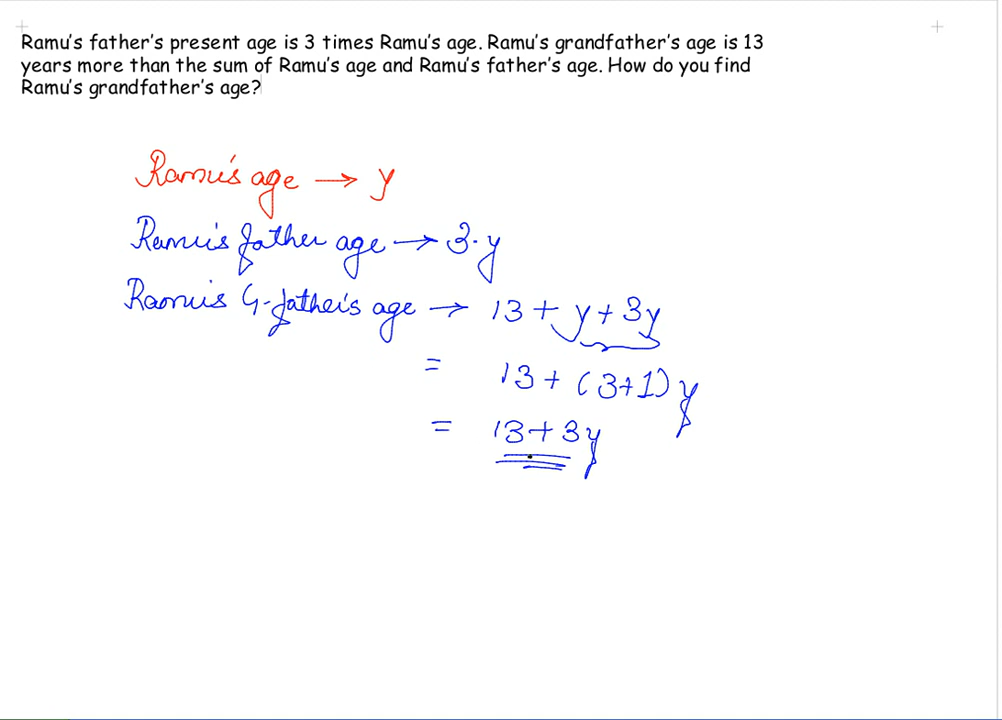 Ramu's father's present age is 3 times Ramu's age. Ramu's grandfather's age is 13
years more than the sum of Ramu's age and Ramu's father's age. How do you find
Ramu's grandfather's age?
Ramu's age → y
Ramu's father age → 3·y
Ramu's G-father's age → 13 + y + 3y
= 13 + (3+1)y
= 13 + 3y